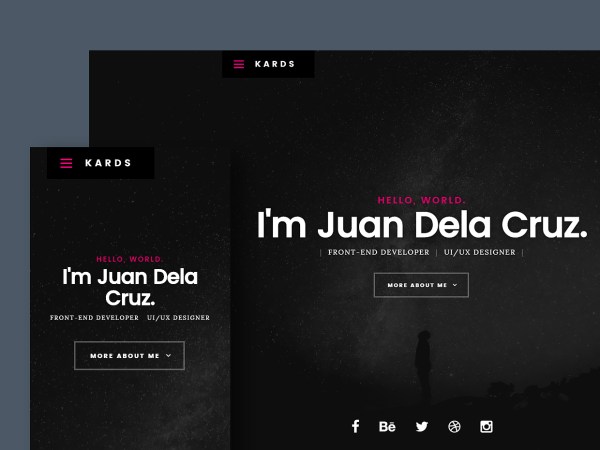 KARDS
HELLO, WORLD.
I'm Juan Dela Cruz.
| FRONT-END DEVELOPER | UI/UX DESIGNER |
MORE ABOUT ME
Bē
KARDS
HELLO, WORLD.
I'm Juan Dela
Cruz.
FRONT-END DEVELOPER UI/UX DESIGNER
MORE ABOUT ME